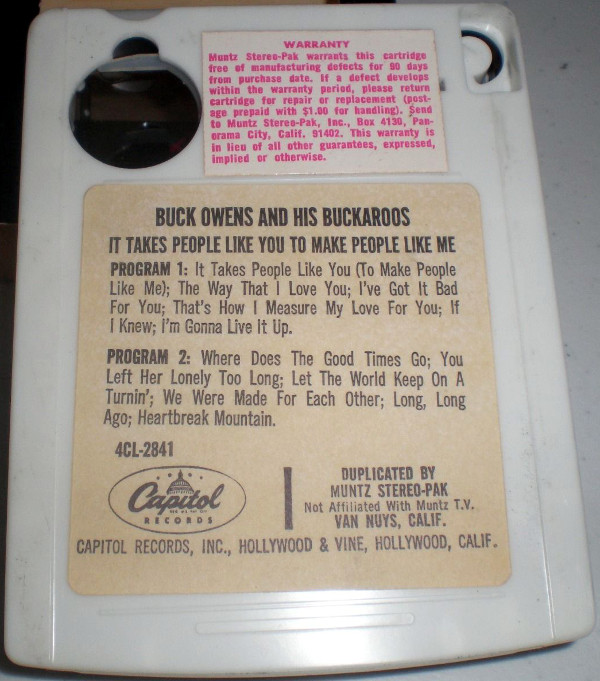 WARRANTY
Muntz Stereo-Pak warrants this cartridge
free of manufacturing defects for 90 days
from purchase date. If a defect develops
within the warranty period, please return
cartridge for repair or replacement (post-
age prepaid with $1.00 for handling). Send
to Muntz Stereo-Pak, Inc., Box 4130, Pan-
orama City, Calif. 91402. This warranty is
in lieu of all other guarantees, expressed,
implied or otherwise.
BUCK OWENS AND HIS BUCKAROOS
IT TAKES PEOPLE LIKE YOU TO MAKE PEOPLE LIKE ME
PROGRAM 1: It Takes People Like You (To Make People
Like Me); The Way That I Love You; I've Got It Bad
For You; That's How I Measure My Love For You; If
I Knew; I'm Gonna Live It Up.
PROGRAM 2: Where Does The Good Times Go; You
Left Her Lonely Too Long; Let The World Keep On A
Turnin'; We Were Made For Each Other; Long, Long
Ago; Heartbreak Mountain.
4CL-2841
Capitol
RECORDS
DUPLICATED BY
MUNTZ STEREO-PAK
Not Affiliated With Muntz T.V.
VAN NUYS, CALIF.
CAPITOL RECORDS, INC., HOLLYWOOD & VINE, HOLLYWOOD, CALIF.